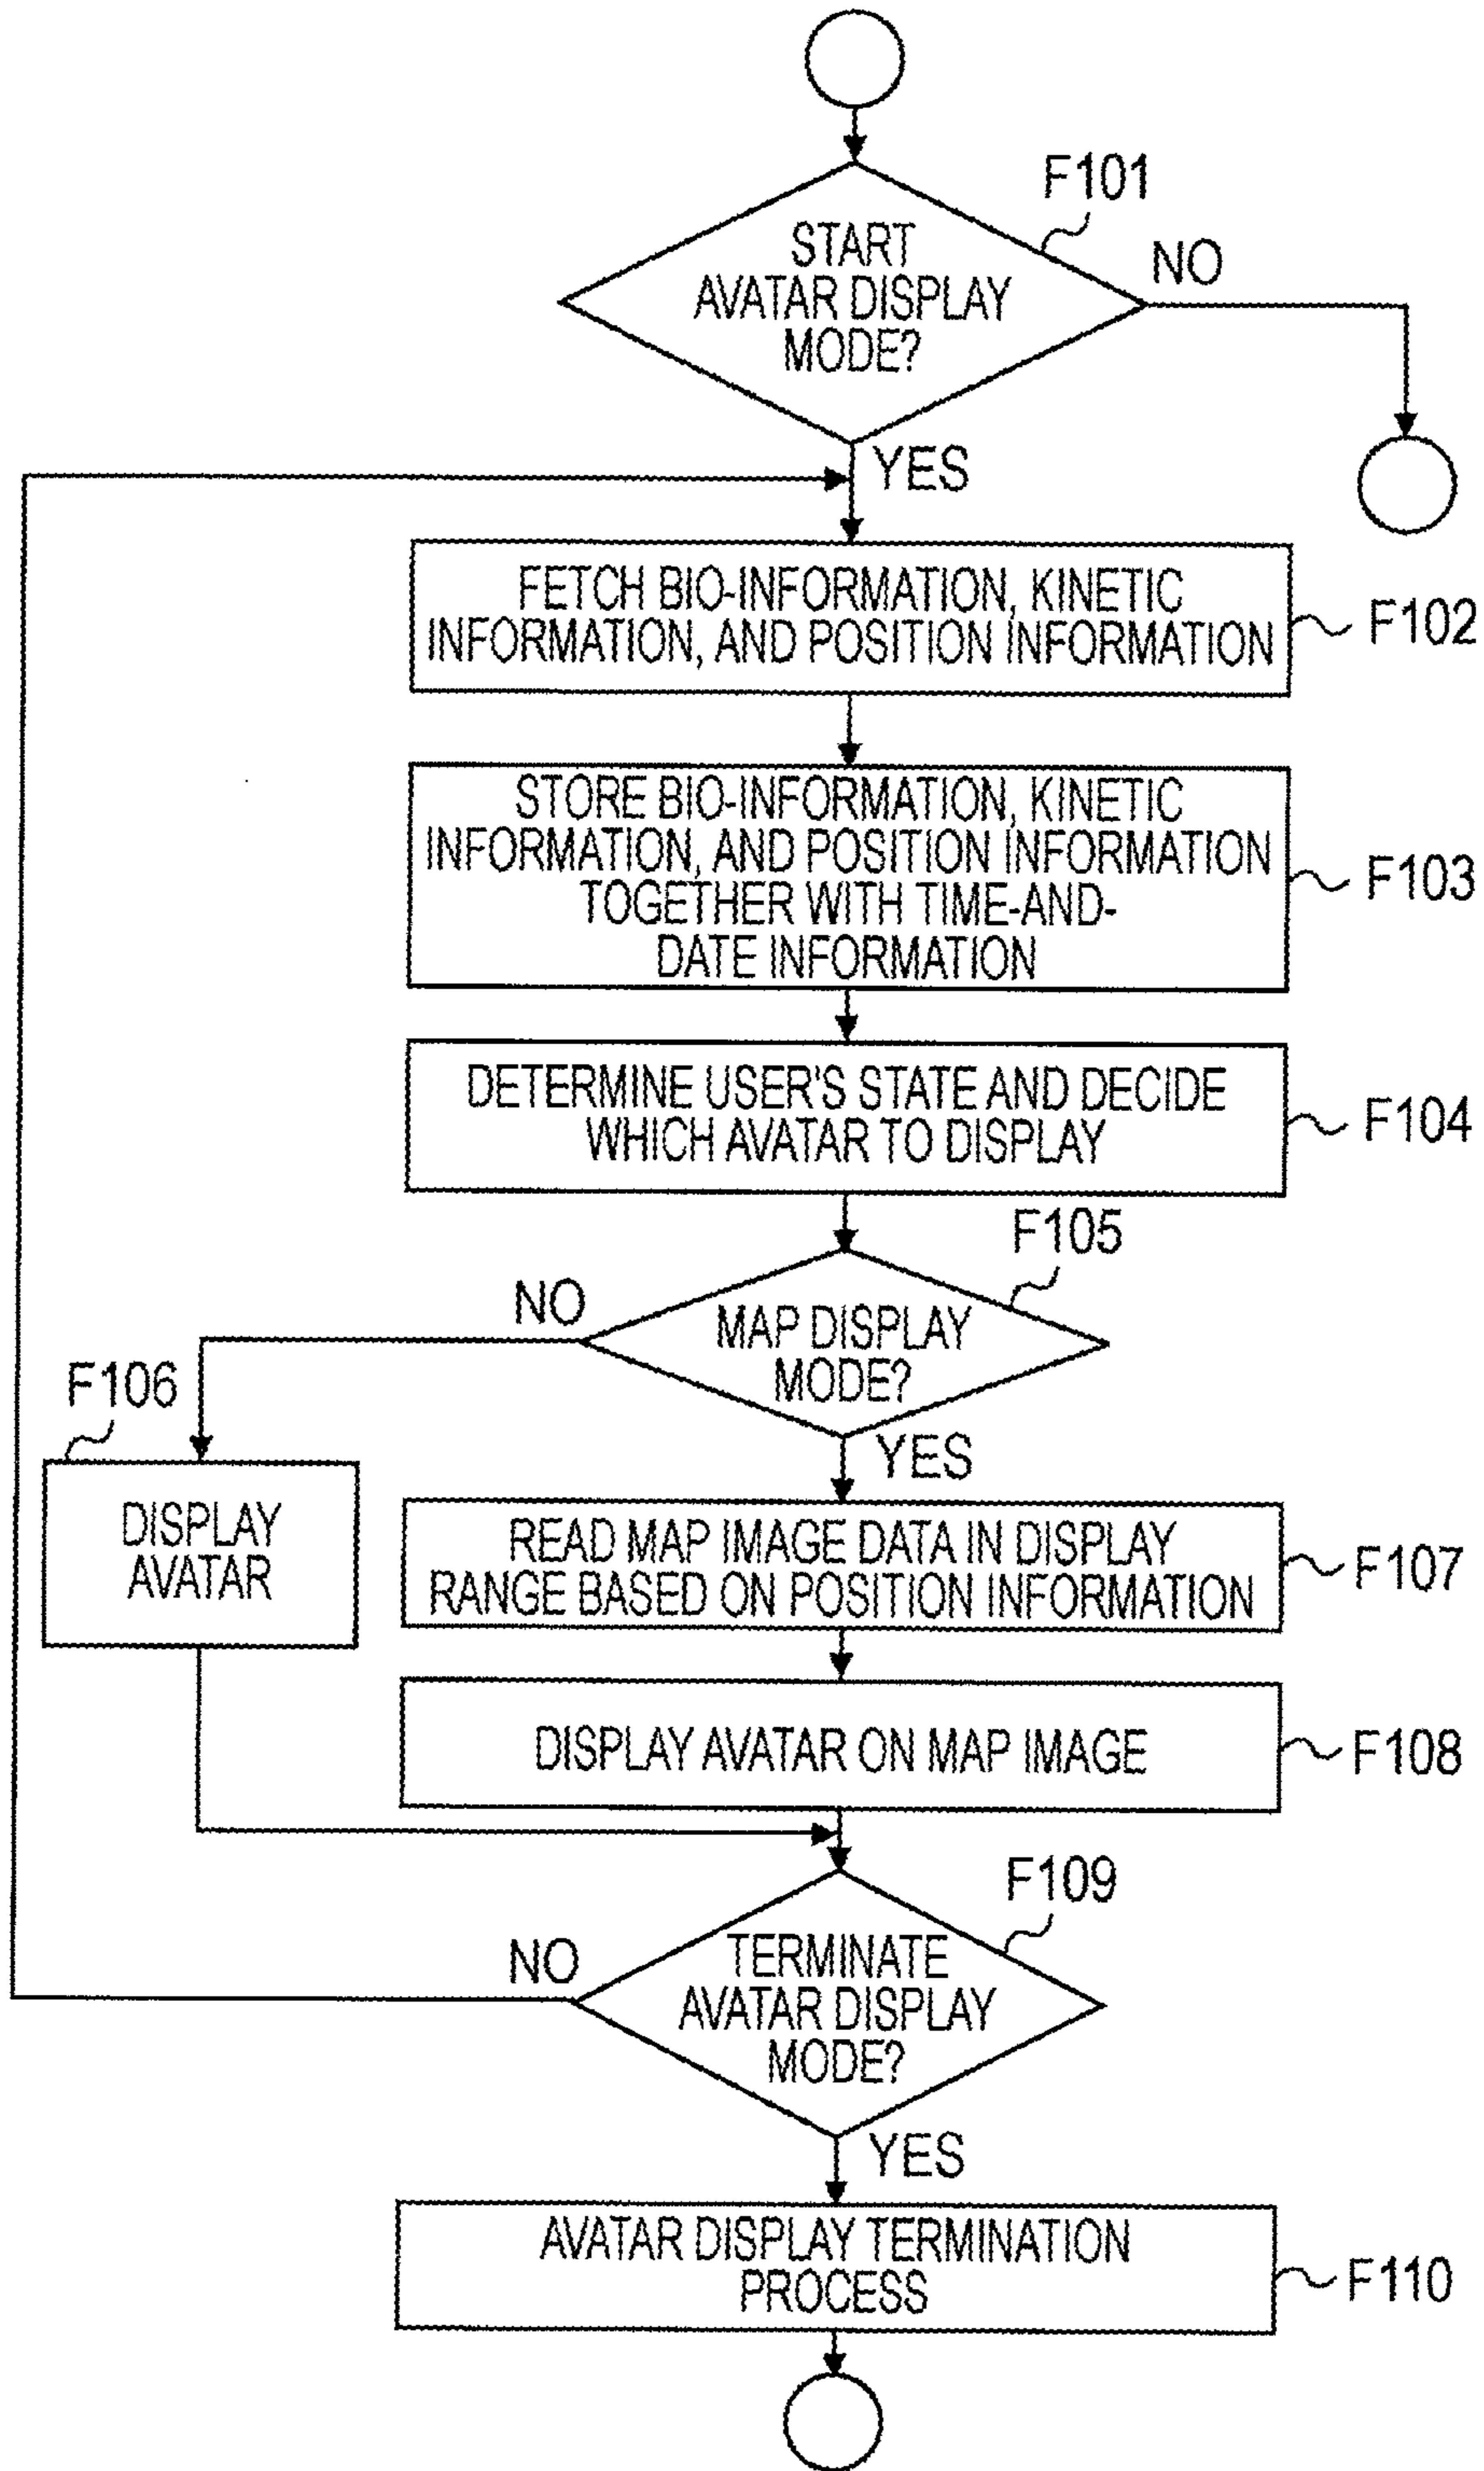 F101
START
AVATAR DISPLAY
MODE?
NO
YES
FETCH BIO-INFORMATION, KINETIC
INFORMATION, AND POSITION INFORMATION
F102
STORE BIO-INFORMATION, KINETIC
INFORMATION, AND POSITION INFORMATION
TOGETHER WITH TIME-AND-
DATE INFORMATION
F103
DETERMINE USER'S STATE AND DECIDE
WHICH AVATAR TO DISPLAY
F104
F105
NO
MAP DISPLAY
MODE?
YES
F106
DISPLAY
AVATAR
READ MAP IMAGE DATA IN DISPLAY
RANGE BASED ON POSITION INFORMATION
F107
DISPLAY AVATAR ON MAP IMAGE
F108
F109
NO
TERMINATE
AVATAR DISPLAY
MODE?
YES
AVATAR DISPLAY TERMINATION
PROCESS
F110